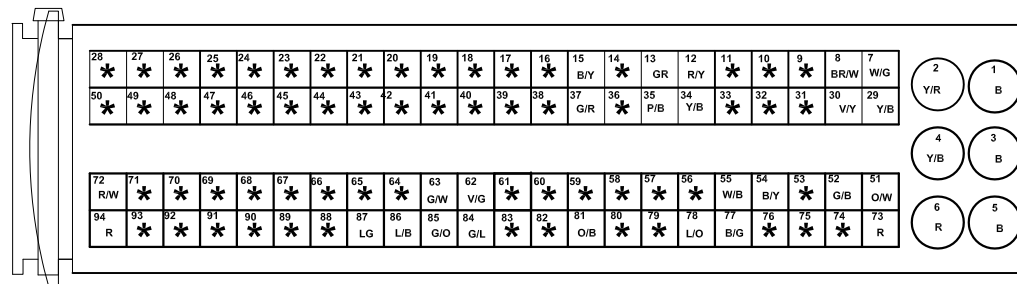 28 27 26 25 24 23 22 21 20 19 18 17 16 15 14 13 12 11 10 9 8 7
* * * * * * * * * * * * * B/Y * GR R/Y * * * BR/W W/G
50 49 48 47 46 45 44 43 42 41 40 39 38 37 36 35 34 33 32 31 30 29
* * * * * * * * * * * * * G/R * P/B Y/B * * * V/Y Y/B
2 1
Y/R B
4 3
Y/B B
72 71 70 69 68 67 66 65 64 63 62 61 60 59 58 57 56 55 54 53 52 51
R/W * * * * * * * * G/W V/G * * * * * * W/B B/Y * G/B O/W
94 93 92 91 90 89 88 87 86 85 84 83 82 81 80 79 78 77 76 75 74 73
R * * * * * * LG L/B G/O G/L * * O/B * * L/O B/G * * * R
6 5
R B